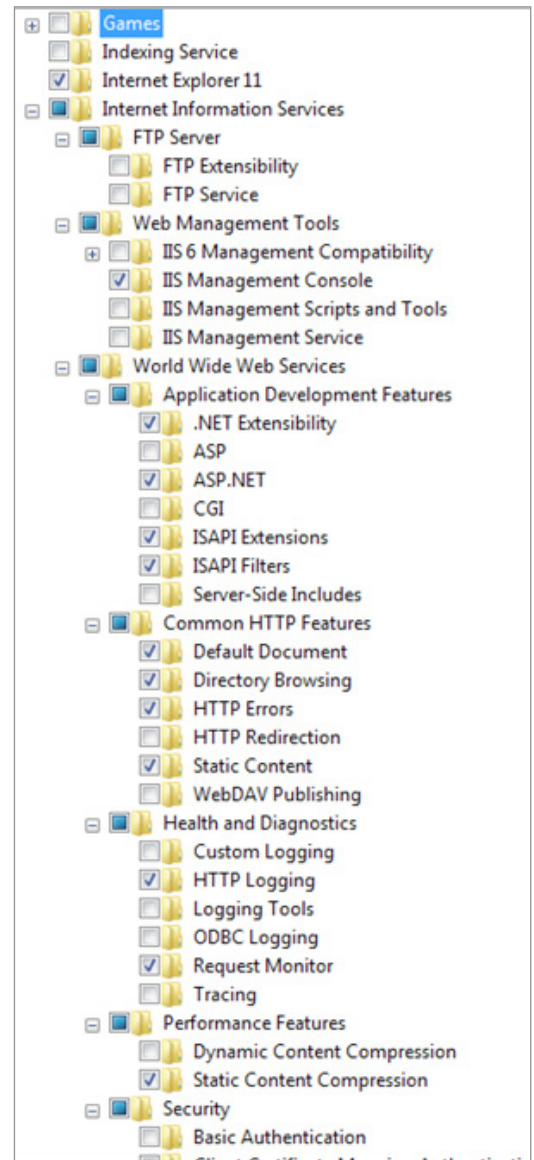 Games
Indexing Service
Internet Explorer 11
Internet Information Services
FTP Server
FTP Extensibility
FTP Service
Web Management Tools
IIS 6 Management Compatibility
IIS Management Console
IIS Management Scripts and Tools
IIS Management Service
World Wide Web Services
Application Development Features
.NET Extensibility
ASP
ASP.NET
CGI
ISAPI Extensions
ISAPI Filters
Server-Side Includes
Common HTTP Features
Default Document
Directory Browsing
HTTP Errors
HTTP Redirection
Static Content
WebDAV Publishing
Health and Diagnostics
Custom Logging
HTTP Logging
Logging Tools
ODBC Logging
Request Monitor
Tracing
Performance Features
Dynamic Content Compression
Static Content Compression
Security
Basic Authentication